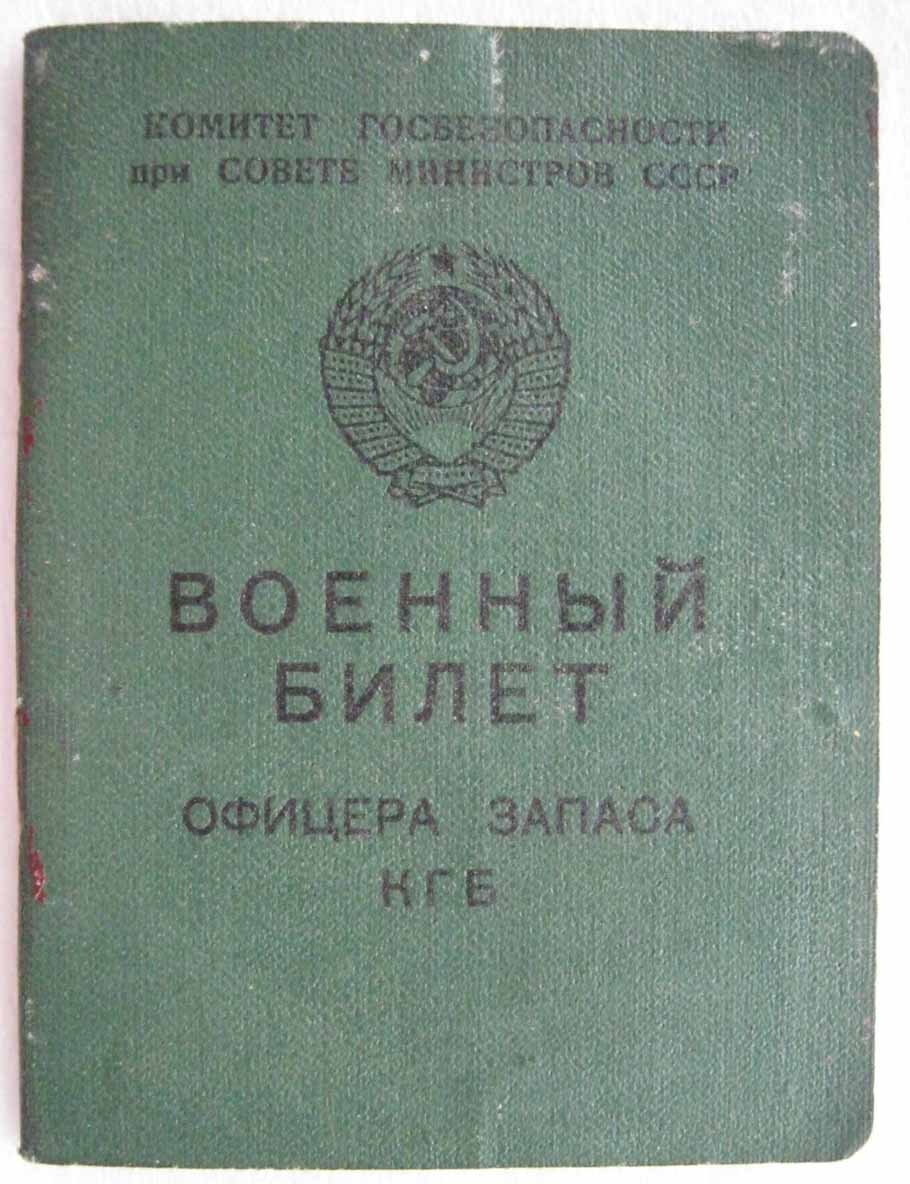 КОМИТЕТ ГОСБЕЗОПАСНОСТИ
при СОВЕТЕ МИНИСТРОВ СССР
ВОЕННЫЙ
БИЛЕТ
ОФИЦЕРА ЗАПАСА
КГБ